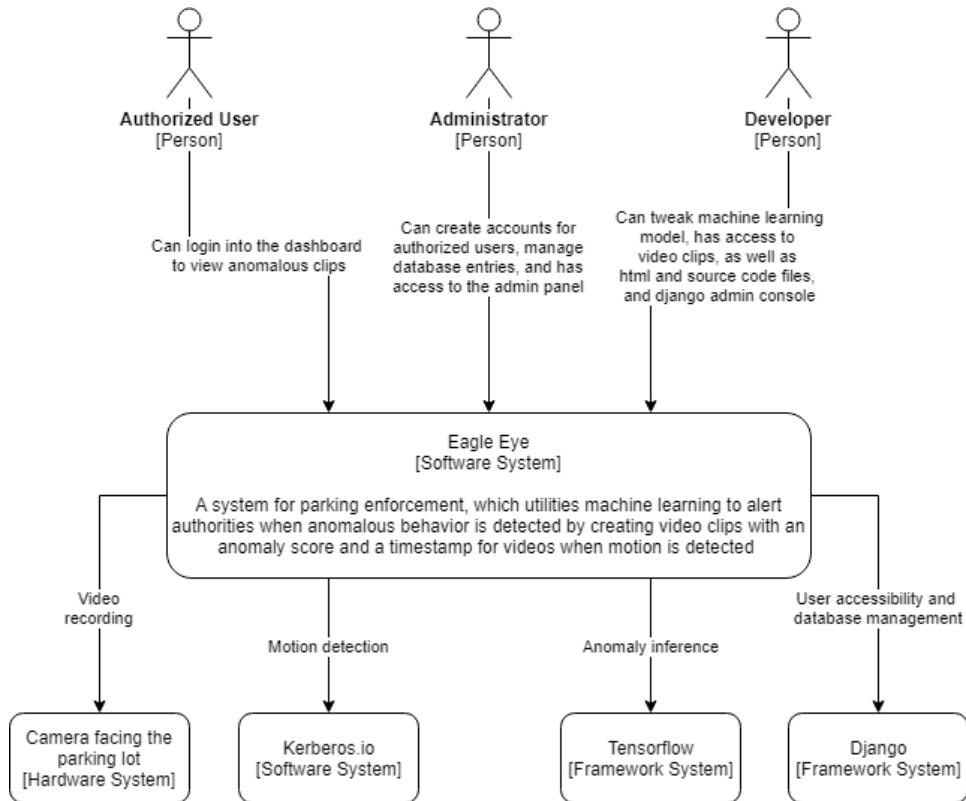 Authorized User
[Person]
Administrator
[Person]
Developer
[Person]
Can login into the dashboard
to view anomalous clips
Can create accounts for
authorized users, manage
database entries, and has
access to the admin panel
Can tweak machine learning
model, has access to
video clips, as well as
html and source code files,
and django admin console
Eagle Eye
[Software System]
A system for parking enforcement, which utilities machine learning to alert
authorities when anomalous behavior is detected by creating video clips with an
anomaly score and a timestamp for videos when motion is detected
Video
recording
Motion detection
Anomaly inference
User accessibility and
database management
Camera facing the
parking lot
[Hardware System]
Kerberos.io
[Software System]
Tensorflow
[Framework System]
Django
[Framework System]